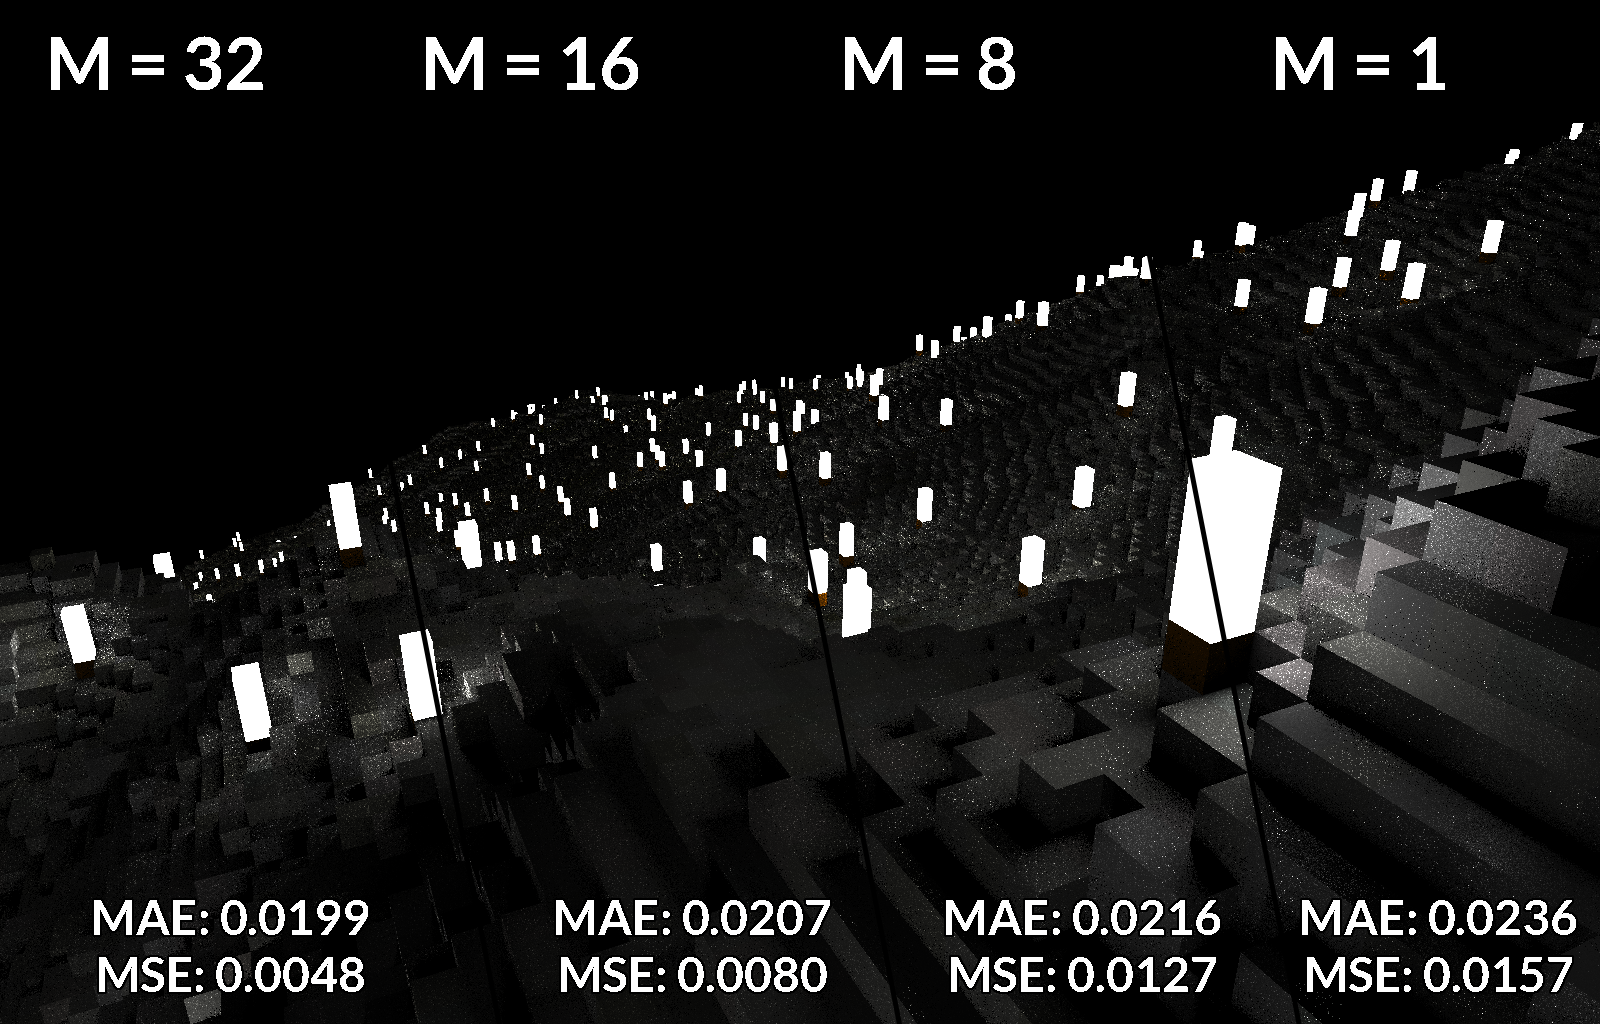 M = 32
M = 16
M = 8
M = 1
MAE: 0.0199
MSE: 0.0048
MAE: 0.0207
MSE: 0.0080
MAE: 0.0216
MSE: 0.0127
MAE: 0.0236
MSE: 0.0157